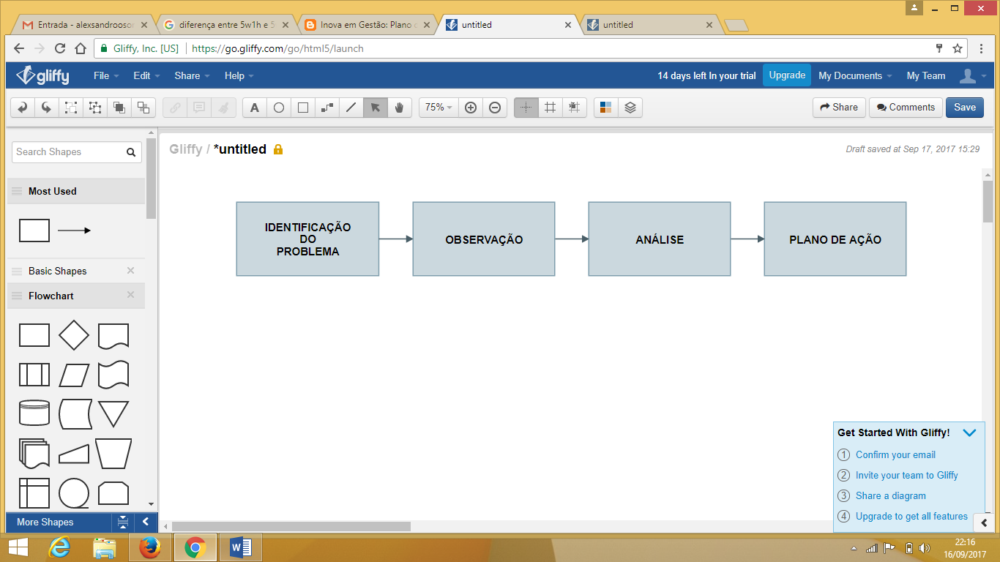 Entrada - alexsandrooso
diferença entre 5w1h e 5
Inova em Gestão: Plano d
untitled
untitled
Gliffy, Inc. [US]
https://go.gliffy.com/go/html5/launch
gliffy
File
Edit
Share
Help
14 days left In your trial
Upgrade
My Documents
My Team
A
75%
Share
Comments
Save
Search Shapes
Gliffy / *untitled
Draft saved at Sep 17, 2017 15:29
Most Used
Basic Shapes
Flowchart
IDENTIFICAÇÃO
DO
PROBLEMA
OBSERVAÇÃO
ANÁLISE
PLANO DE AÇÃO
Get Started With Gliffy!
1 Confirm your email
2 Invite your team to Gliffy
3 Share a diagram
4 Upgrade to get all features
More Shapes
22:16
16/09/2017